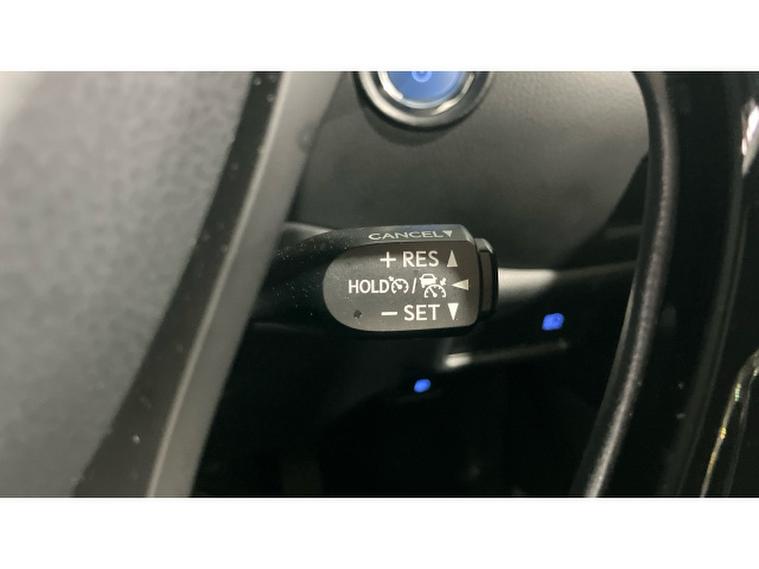 CANCEL▼
+ RES ▲
HOLD / ◀
− SET ▼